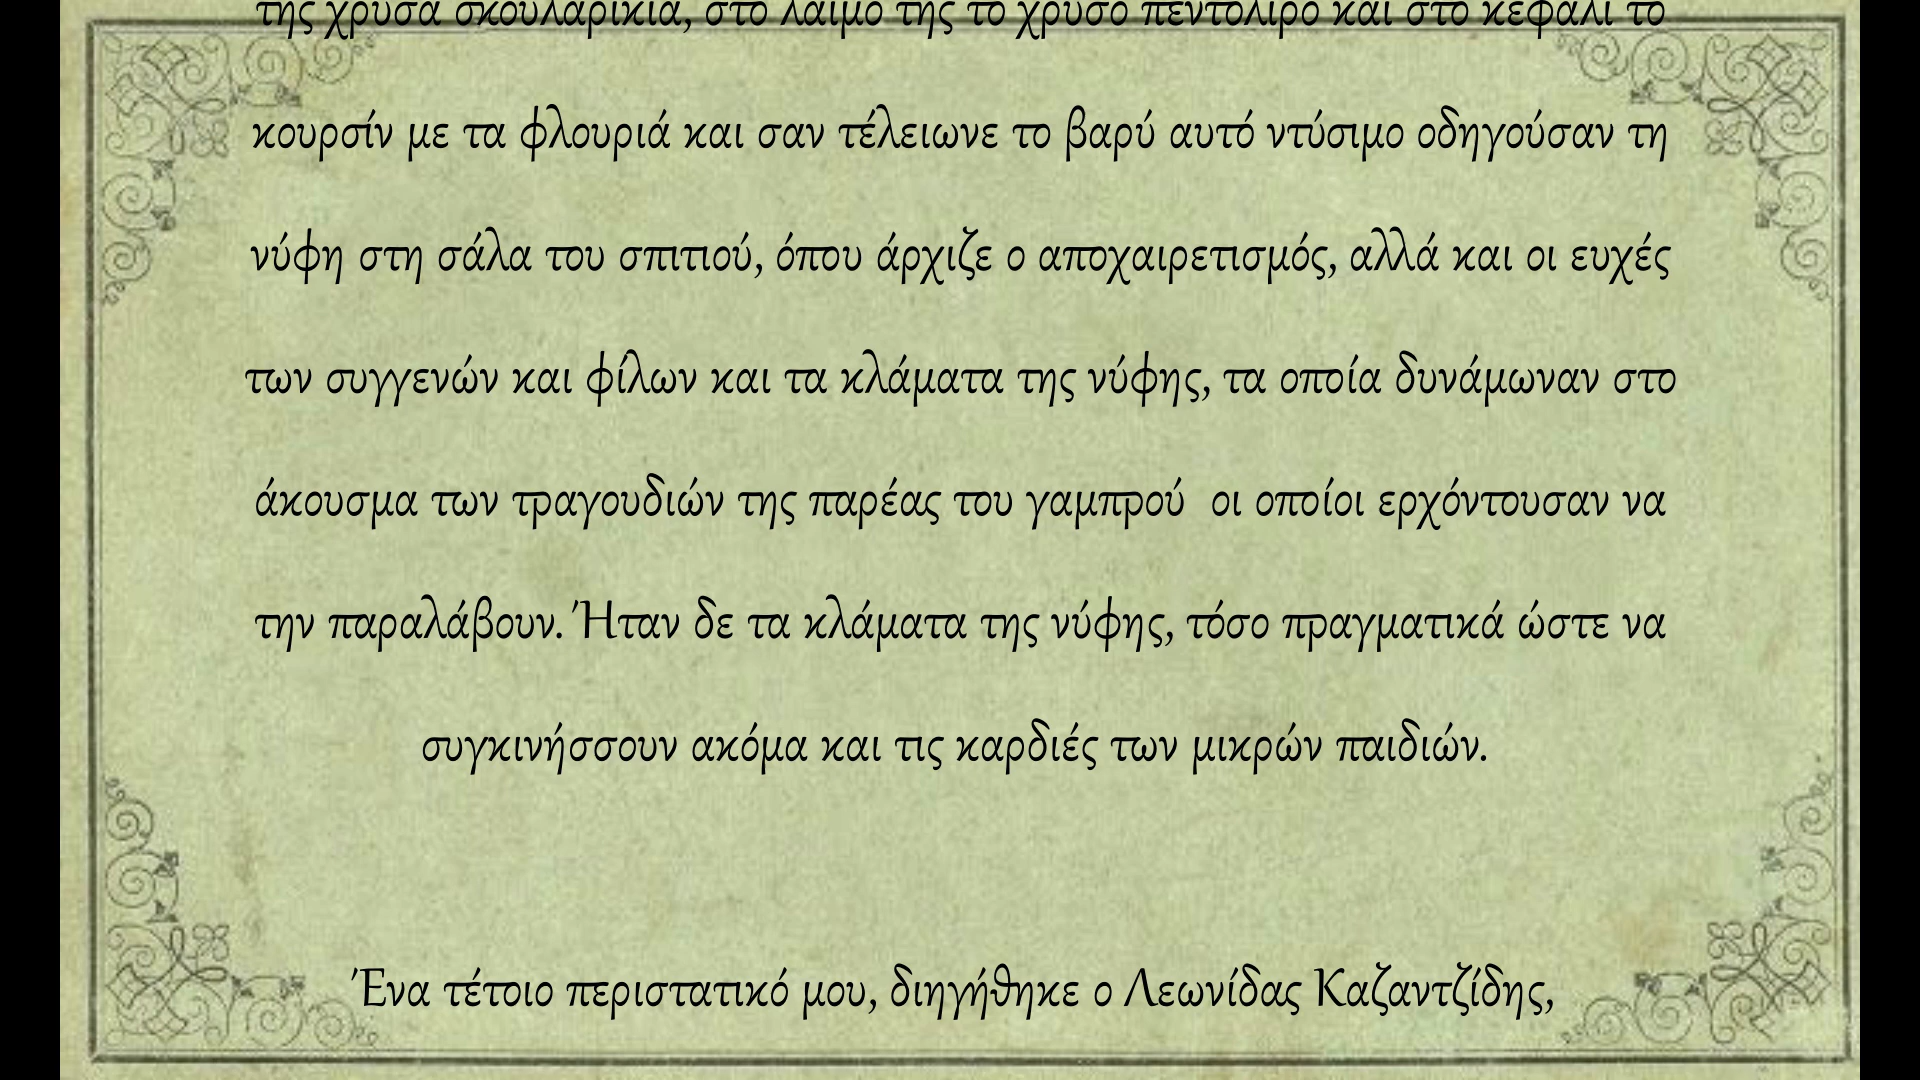 της χρυσά σκουλαρίκια, στο λαιμό της το χρυσό πεντόλιρο και στο κεφάλι το
κουρσίν με τα φλουριά και σαν τέλειωνε το βαρύ αυτό ντύσιμο οδηγούσαν τη
νύφη στη σάλα του σπιτιού, όπου άρχιζε ο αποχαιρετισμός, αλλά και οι ευχές
των συγγενών και φίλων και τα κλάματα της νύφης, τα οποία δυνάμωναν στο
άκουσμα των τραγουδιών της παρέας του γαμπρού  οι οποίοι ερχόντουσαν να
την παραλάβουν. Ήταν δε τα κλάματα της νύφης, τόσο πραγματικά ώστε να
συγκινήσσουν ακόμα και τις καρδιές των μικρών παιδιών.
Ένα τέτοιο περιστατικό μου, διηγήθηκε ο Λεωνίδας Καζαντζίδης,